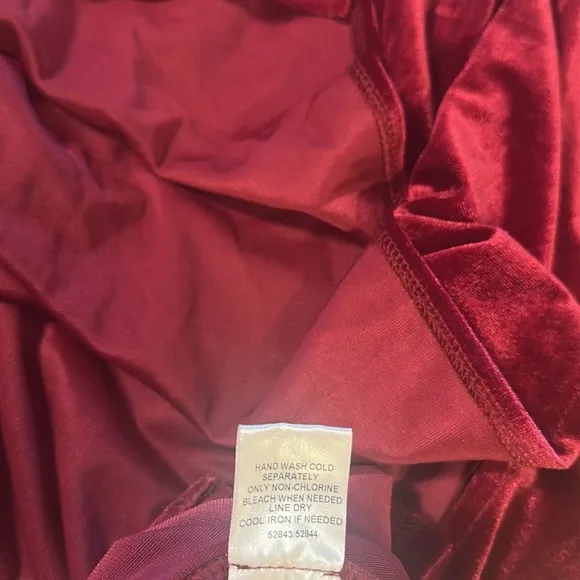 HAND WASH COLD
SEPARATELY
ONLY NON-CHLORINE
BLEACH WHEN NEEDED
LINE DRY
COOL IRON IF NEEDED
52843/52844